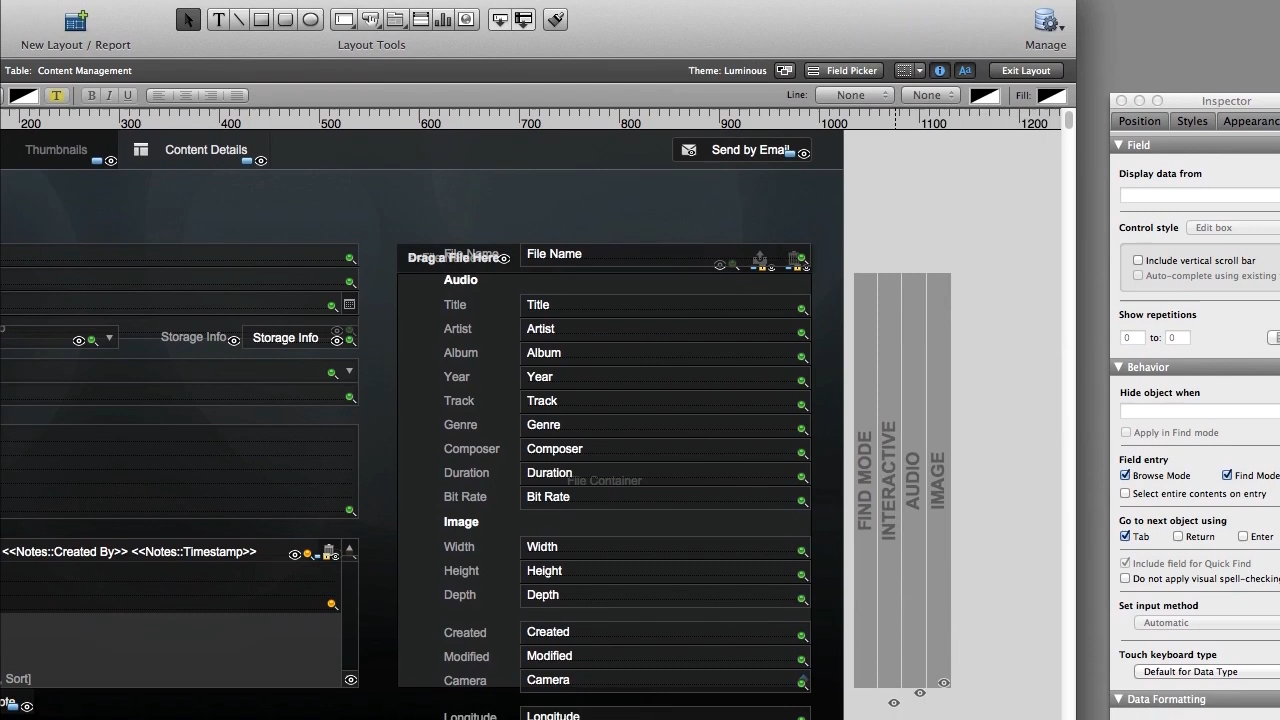 New Layout / Report
Layout Tools
Manage
Table: Content Management
Theme: Luminous
Field Picker
Aa
Exit Layout
T
B I U
Line: None None Fill:
200 300 400 500 600 700 800 900 1000 1100 1200
Thumbnails
Content Details
Send by Email
Inspector
Position Styles Appearanc
Field
Display data from
Control style Edit box
Include vertical scroll bar
Auto-complete using existing
Show repetitions
0 to: 0
Behavior
Hide object when
Apply in Find mode
Field entry
Browse Mode Find Mode
Select entire contents on entry
Go to next object using
Tab Return Enter
Include field for Quick Find
Do not apply visual spell-checking
Set input method
Automatic
Touch keyboard type
Default for Data Type
Data Formatting
Drag a File Here
File Name File Name
Audio
Title Title
Artist Artist
Album Album
Year Year
Track Track
Genre Genre
Composer Composer
Duration Duration
File Container
Bit Rate Bit Rate
Image
Width Width
Height Height
Depth Depth
Created Created
Modified Modified
Camera Camera
Longitude Longitude
Storage Info Storage Info
<<Notes::Created By>> <<Notes::Timestamp>>
, Sort]
FIND MODE
INTERACTIVE
AUDIO
IMAGE